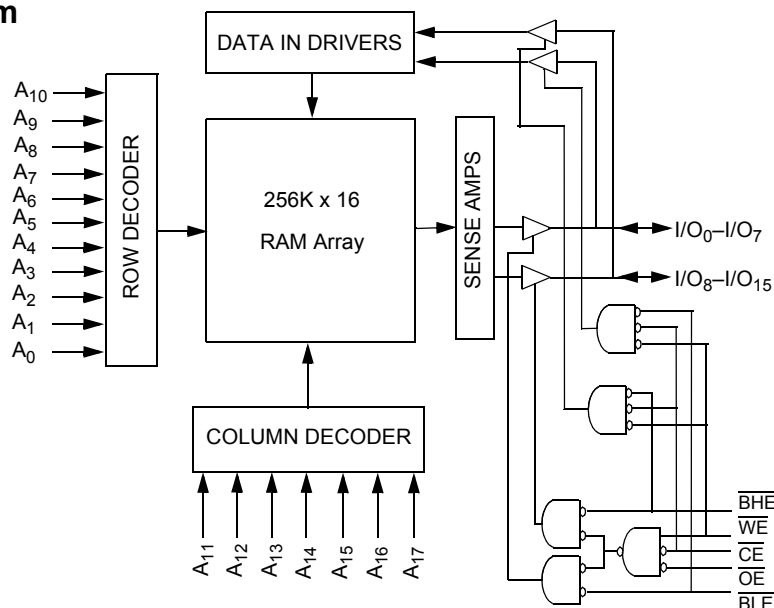 m
DATA IN DRIVERS
A10
A9
A8
A7
A6
A5
A4
A3
A2
A1
A0
ROW DECODER
256K x 16
RAM Array
SENSE AMPS
I/O0–I/O7
I/O8–I/O15
COLUMN DECODER
A11
A12
A13
A14
A15
A16
A17
BHE
WE
CE
OE
BLE